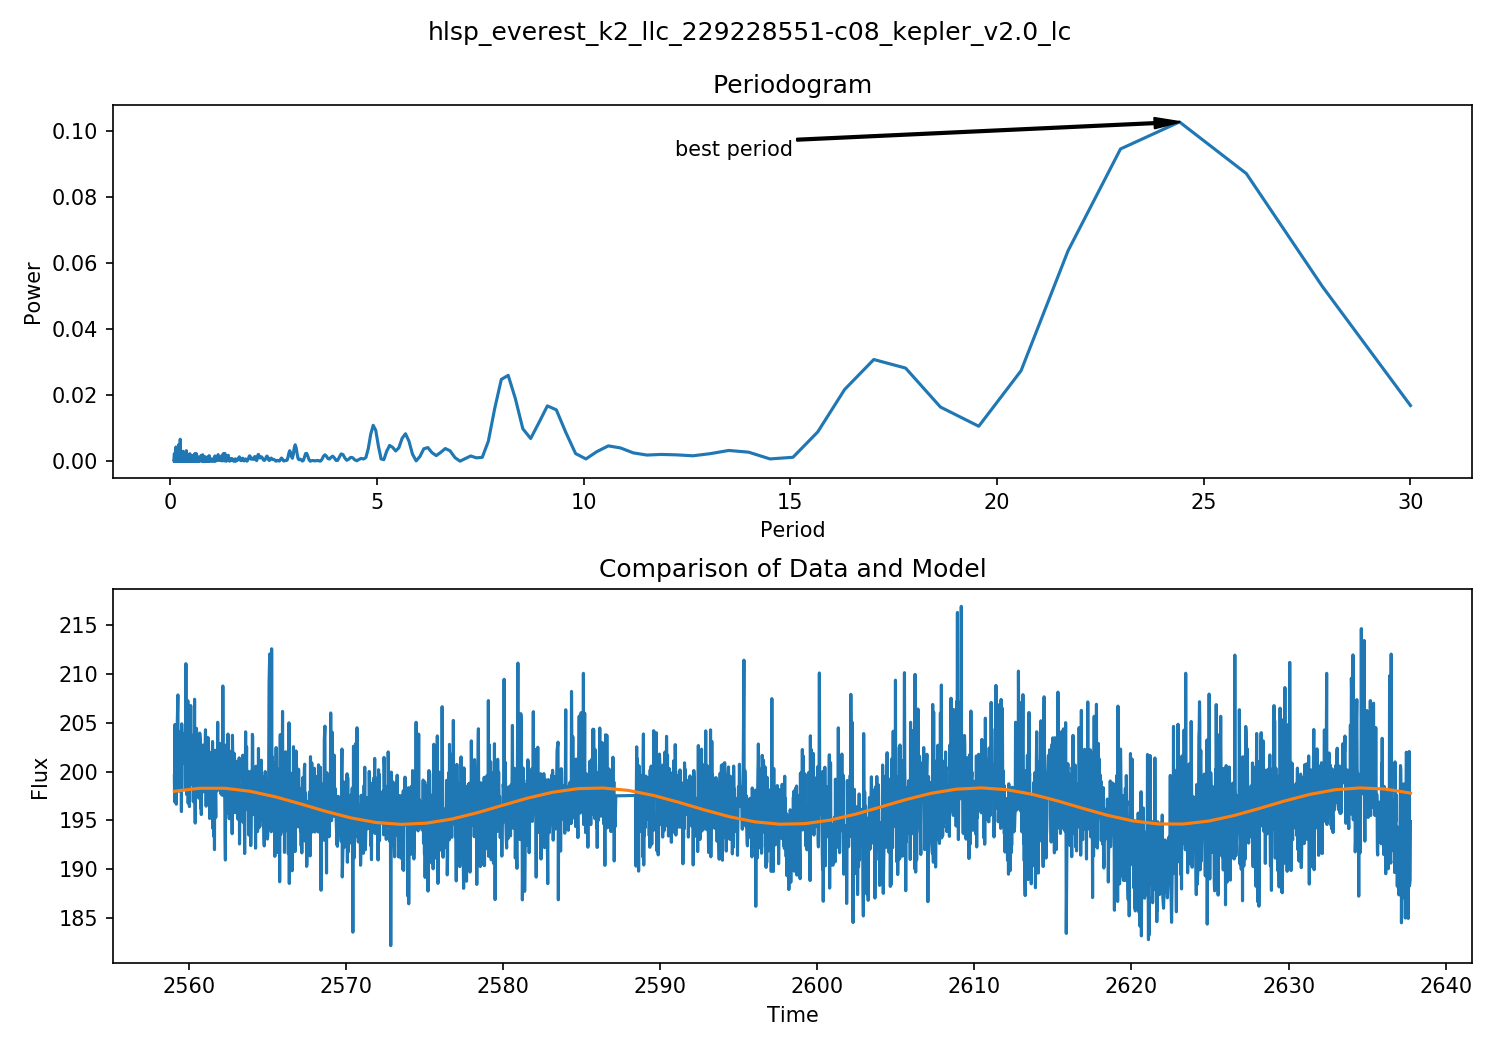 hlsp_everest_k2_llc_229228551-c08_kepler_v2.0_lc
Periodogram
0.10
0.08
0.06
0.04
0.02
0.00
Power
best period
0 5 10 15 20 25 30
Period
Comparison of Data and Model
215
210
205
200
195
190
185
Flux
2560 2570 2580 2590 2600 2610 2620 2630 2640
Time